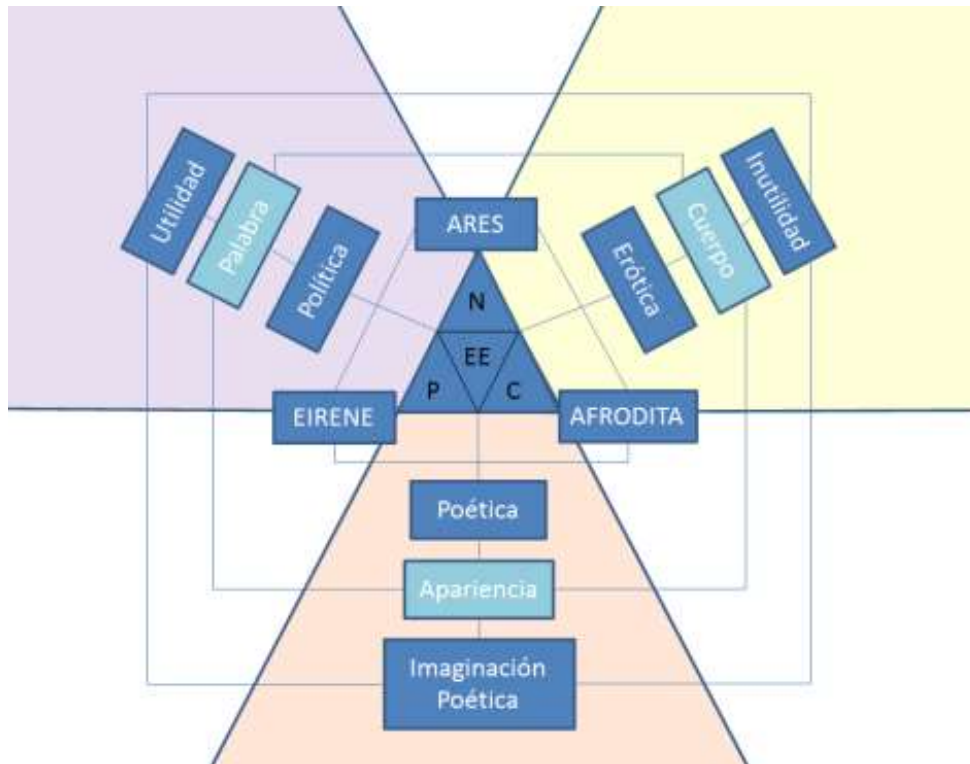 Utilidad
Palabra
Política
ARES
Erótica
Cuerpo
Inutilidad
N
EE
P
C
EIRENE
AFRODITA
Poética
Apariencia
Imaginación
Poética